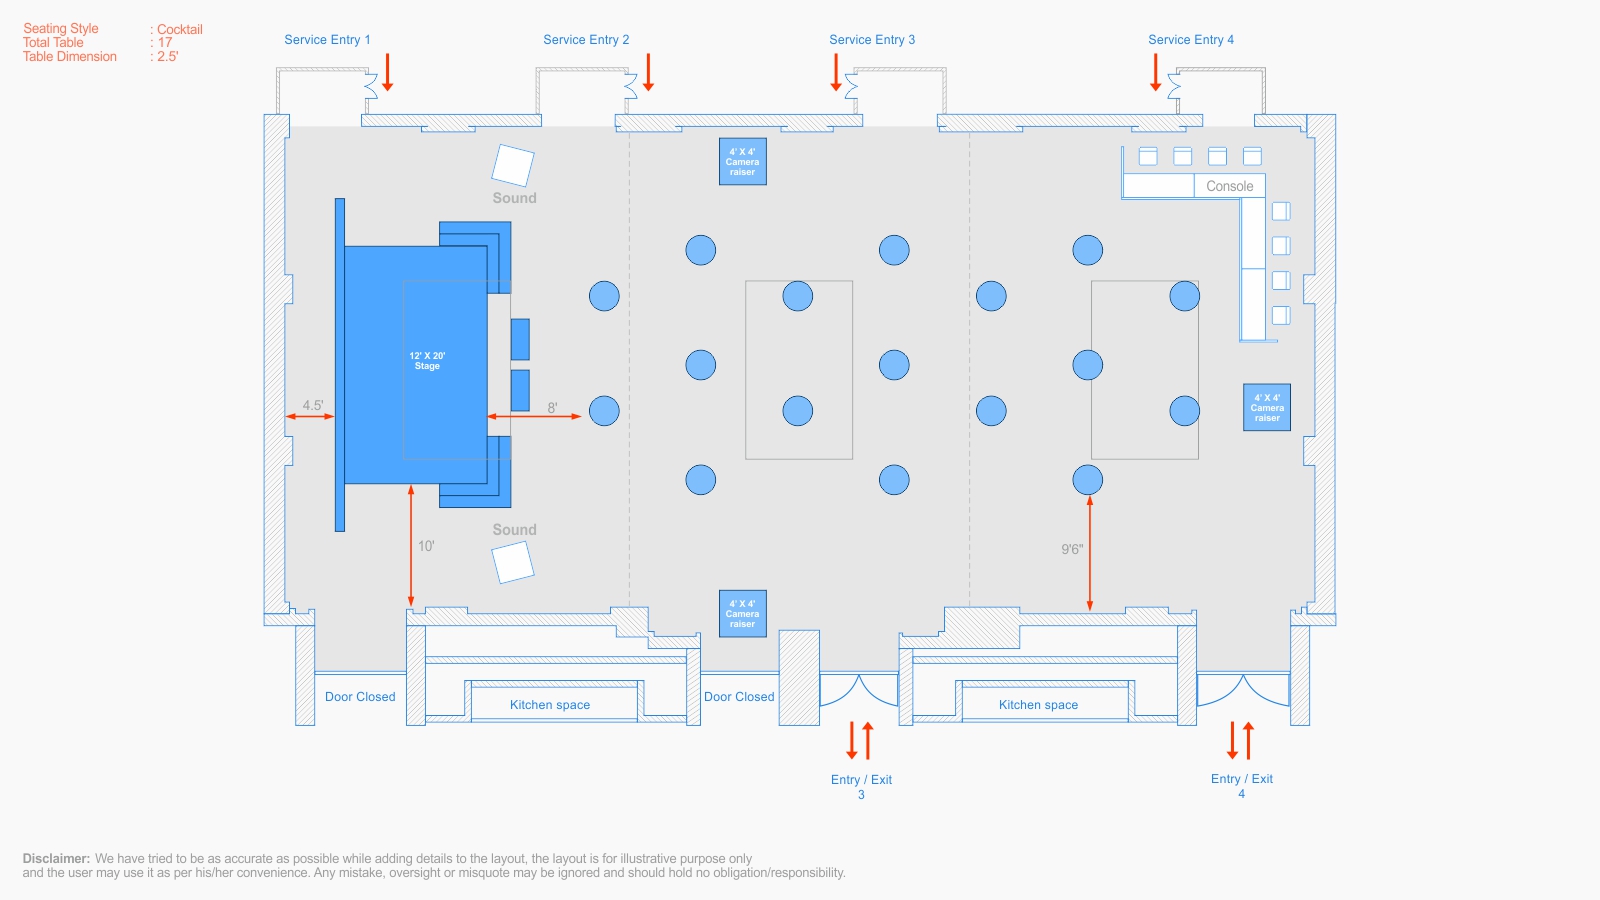 Seating Style : Cocktail
Total Table : 17
Table Dimension : 2.5'
Service Entry 1
Service Entry 2
Service Entry 3
Service Entry 4
4' X 4'
Camera
raiser
Console
Sound
12' X 20'
Stage
4.5'
8'
4' X 4'
Camera
raiser
Sound
10'
9'6"
4' X 4'
Camera
raiser
Door Closed
Kitchen space
Door Closed
Kitchen space
Entry / Exit
3
Entry / Exit
4
Disclaimer: We have tried to be as accurate as possible while adding details to the layout, the layout is for illustrative purpose only
and the user may use it as per his/her convenience. Any mistake, oversight or misquote may be ignored and should hold no obligation/responsibility.